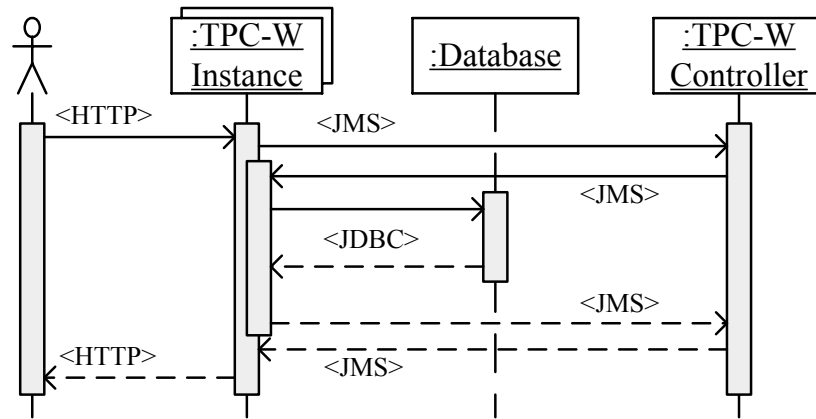 :TPC-W
Instance
:Database
:TPC-W
Controller
<HTTP>
<JMS>
<JMS>
<JDBC>
<JMS>
<HTTP>
<JMS>